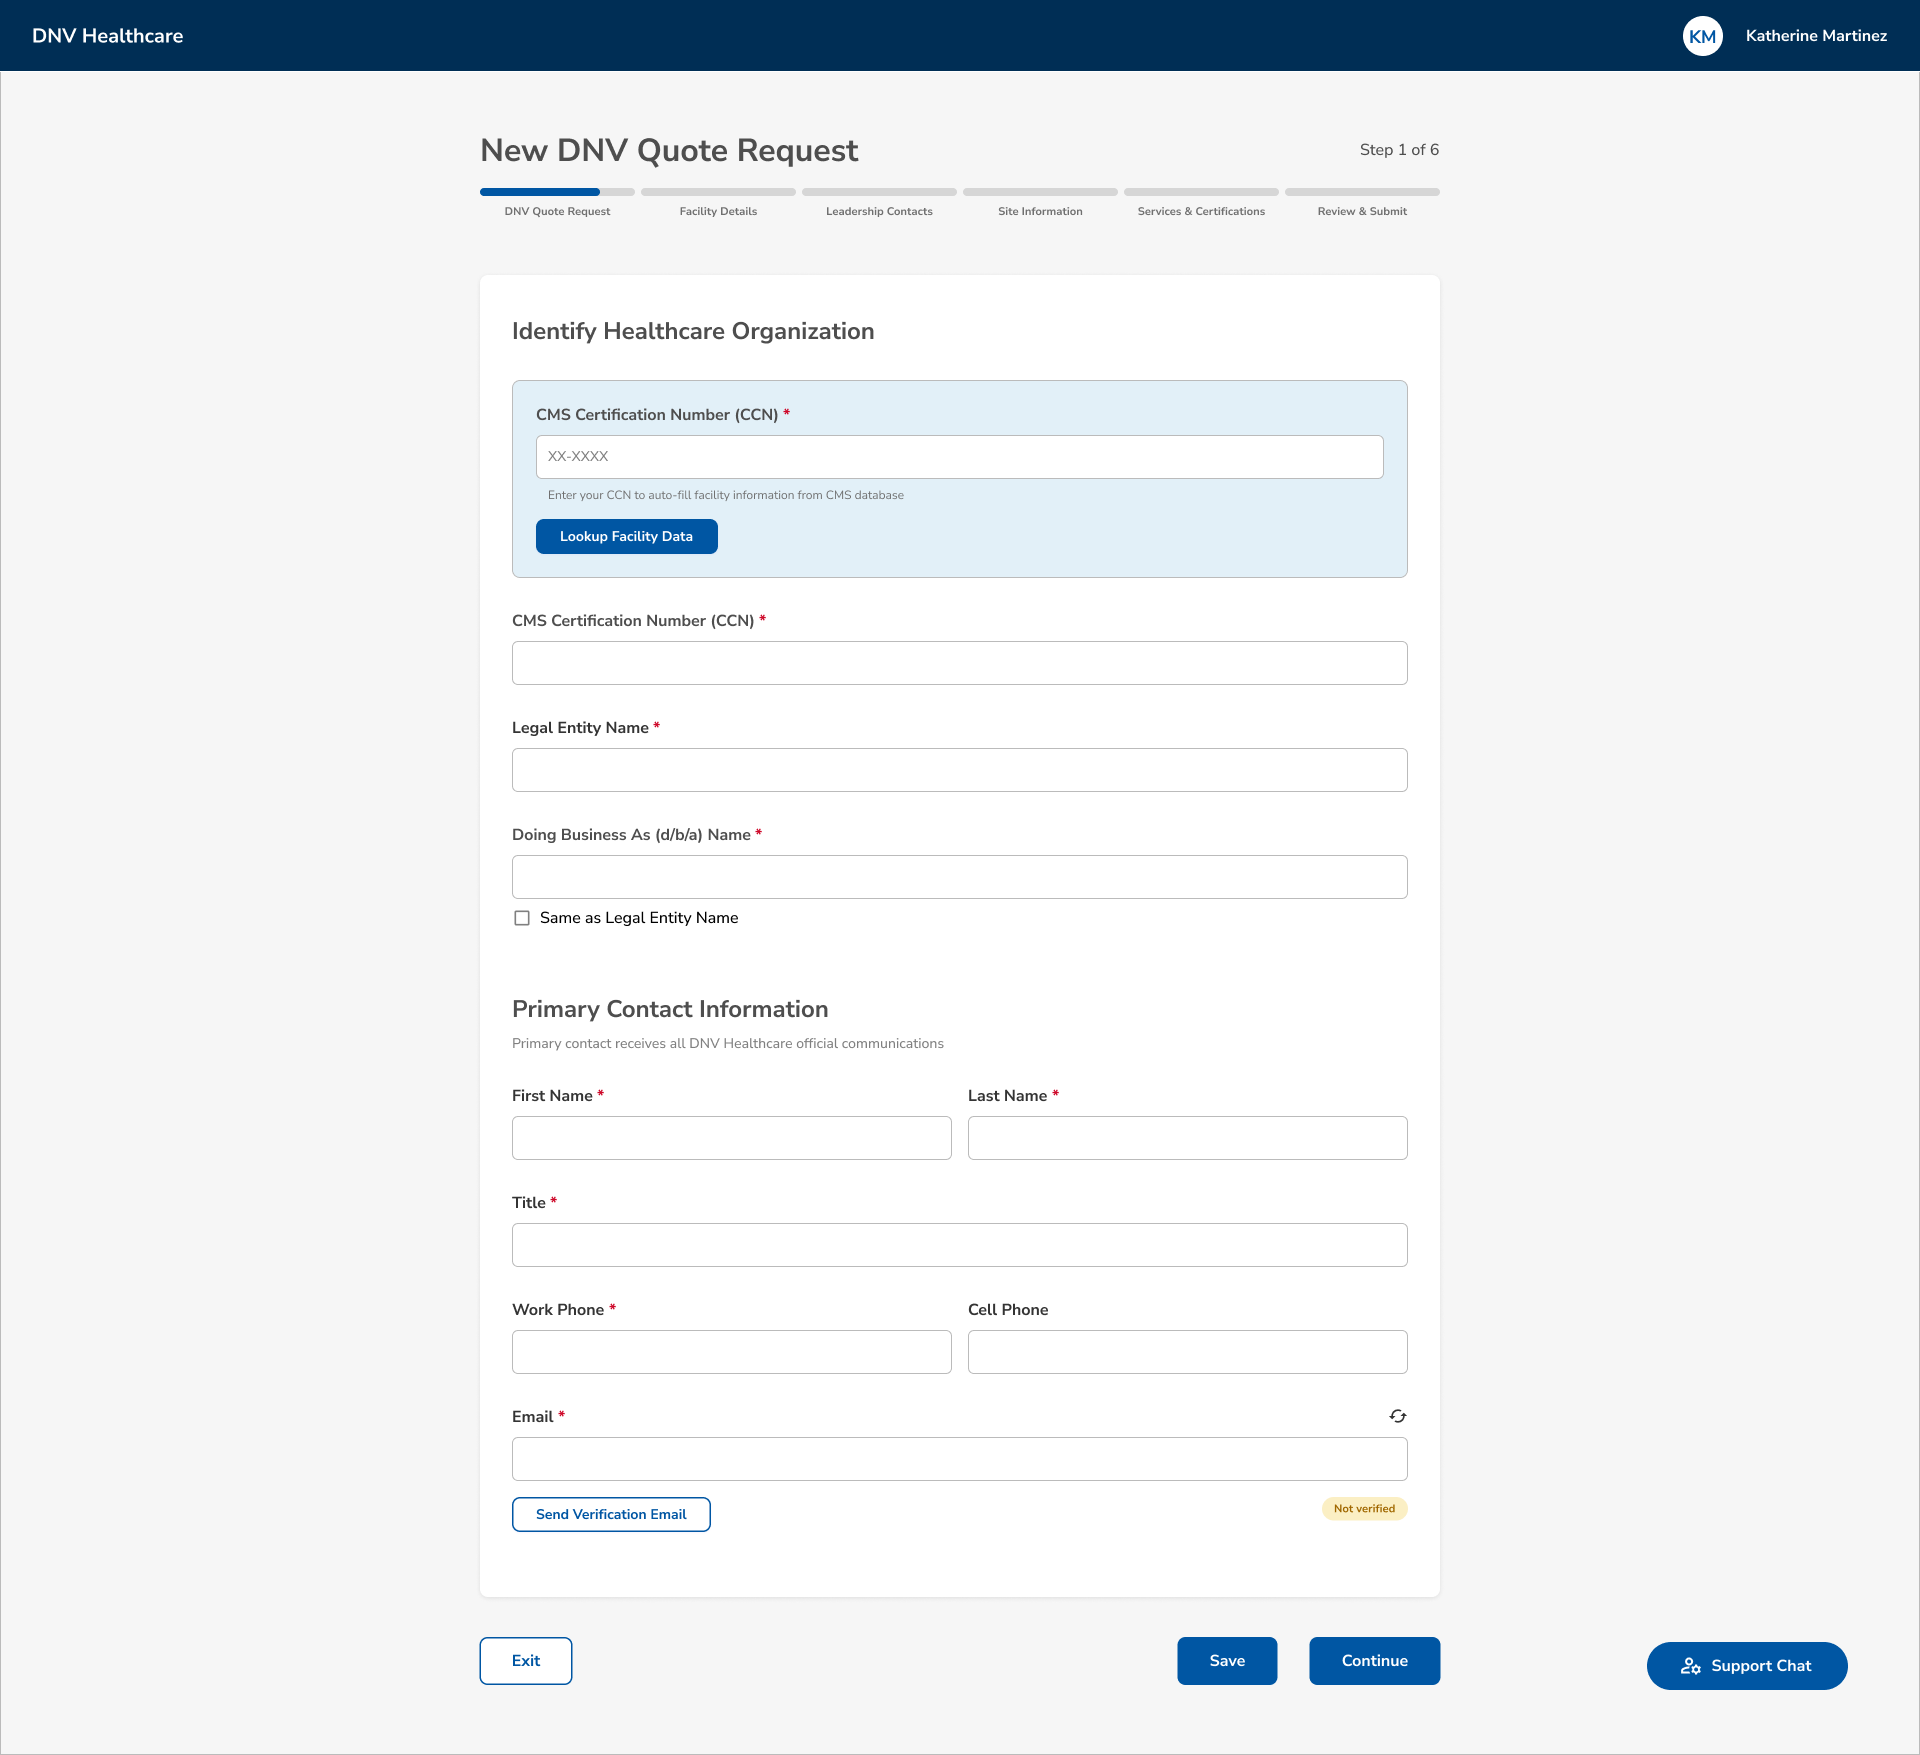 DNV Healthcare
KM
Katherine Martinez
New DNV Quote Request
Step 1 of 6
DNV Quote Request
Facility Details
Leadership Contacts
Site Information
Services & Certifications
Review & Submit
Identify Healthcare Organization
CMS Certification Number (CCN) *
XX-XXXX
Enter your CCN to auto-fill facility information from CMS database
Lookup Facility Data
CMS Certification Number (CCN) *
Legal Entity Name *
Doing Business As (d/b/a) Name *
Same as Legal Entity Name
Primary Contact Information
Primary contact receives all DNV Healthcare official communications
First Name *
Last Name *
Title *
Work Phone *
Cell Phone
Email *
Send Verification Email
Not verified
Exit
Save
Continue
Support Chat